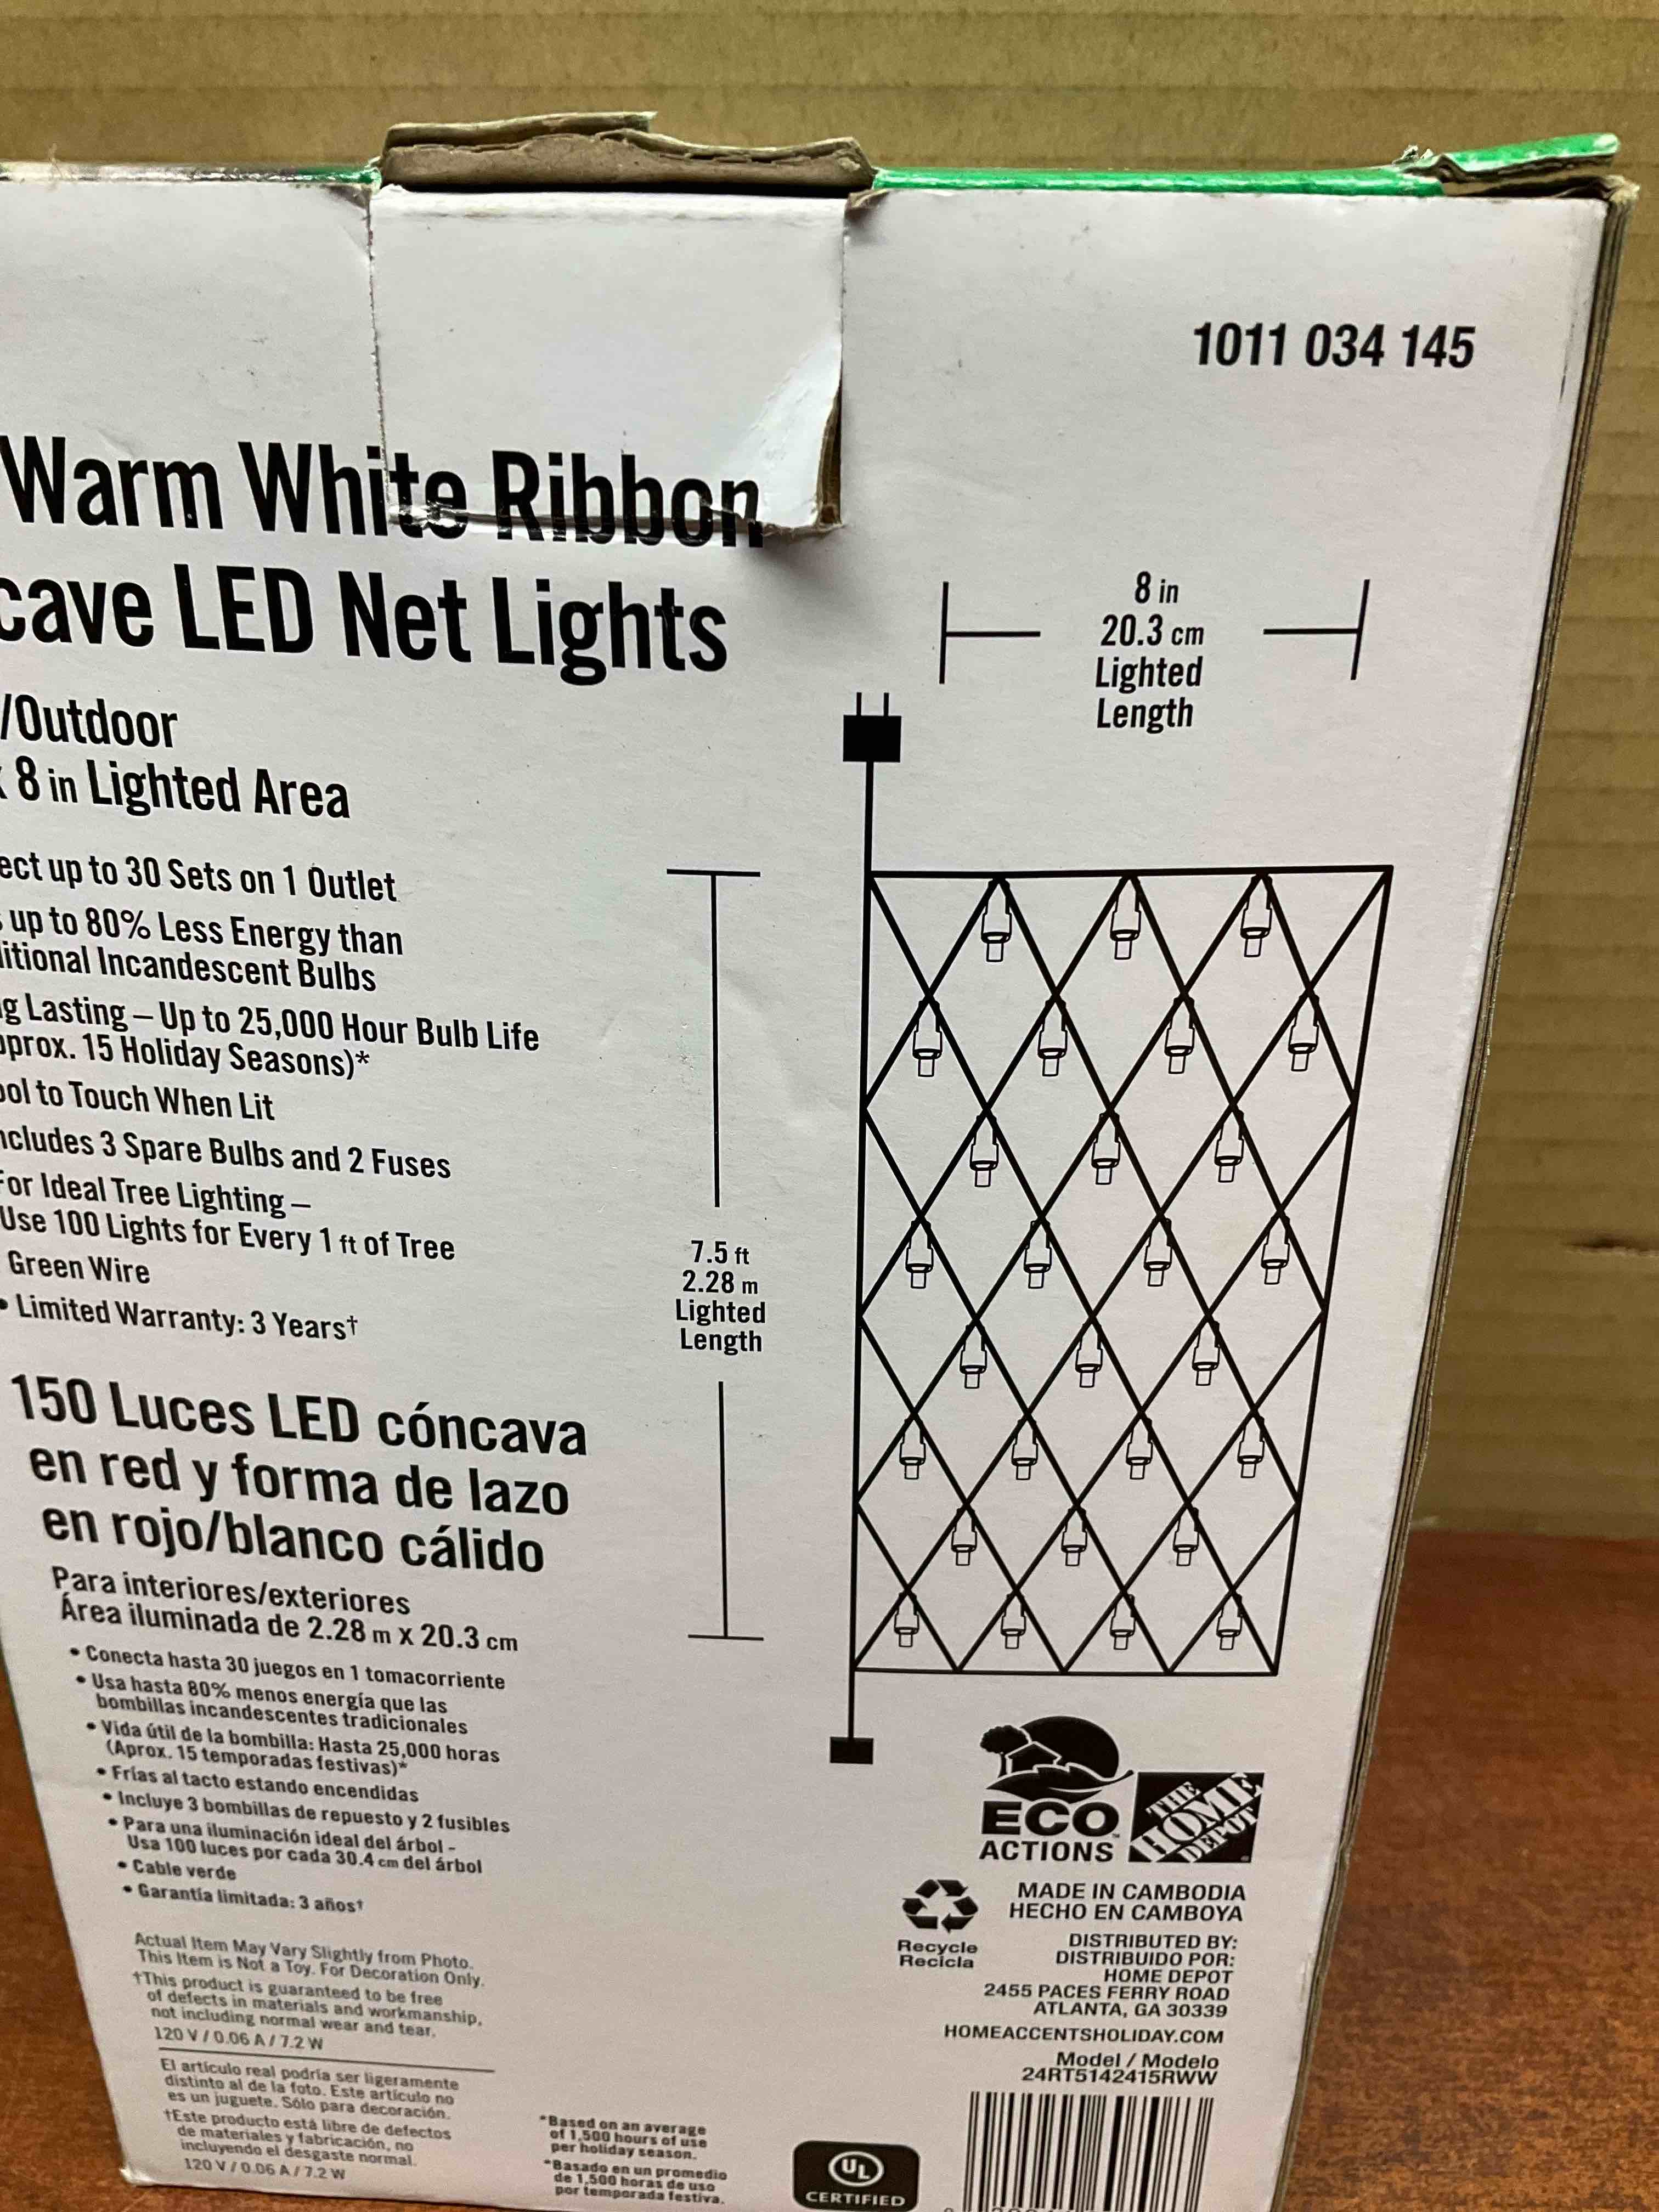 1011 034 145
Warm White Ribbon
cave LED Net Lights
/Outdoor
8 in Lighted Area
ect up to 30 Sets on 1 Outlet
up to 80% Less Energy than
itional Incandescent Bulbs
g Lasting – Up to 25,000 Hour Bulb Life
prox. 15 Holiday Seasons)*
ool to Touch When Lit
ncludes 3 Spare Bulbs and 2 Fuses
For Ideal Tree Lighting –
Use 100 Lights for Every 1 ft of Tree
Green Wire
• Limited Warranty: 3 Years†
8 in
20.3 cm
Lighted
Length
7.5 ft
2.28 m
Lighted
Length
150 Luces LED cóncava
en red y forma de lazo
en rojo/blanco cálido
Para interiores/exteriores
Área iluminada de 2.28 m x 20.3 cm
• Conecta hasta 30 juegos en 1 tomacorriente
• Usa hasta 80% menos energía que las
bombillas incandescentes tradicionales
• Vida útil de la bombilla: Hasta 25,000 horas
(Aprox. 15 temporadas festivas)*
• Frías al tacto estando encendidas
• Incluye 3 bombillas de repuesto y 2 fusibles
• Para una iluminación ideal del árbol -
Usa 100 luces por cada 30.4 cm del árbol
• Cable verde
• Garantía limitada: 3 años†
Actual Item May Vary Slightly from Photo.
This Item is Not a Toy. For Decoration Only.
†This product is guaranteed to be free
of defects in materials and workmanship,
not including normal wear and tear.
120 V / 0.06 A / 7.2 W
El artículo real podría ser ligeramente
distinto al de la foto. Este artículo no
es un juguete. Sólo para decoración.
†Este producto está libre de defectos
de materiales y fabricación, no
incluyendo el desgaste normal.
120 V / 0.06 A / 7.2 W
*Based on an average
of 1,500 hours of use
per holiday season.
*Basado en un promedio
de 1,500 horas de uso
por temporada festiva.
ECO
ACTIONS™
THE
HOME
DEPOT
Recycle
Recicla
MADE IN CAMBODIA
HECHO EN CAMBOYA
DISTRIBUTED BY:
DISTRIBUIDO POR:
HOME DEPOT
2455 PACES FERRY ROAD
ATLANTA, GA 30339
HOMEACCENTSHOLIDAY.COM
Model / Modelo
24RT5142415RWW
UL
CERTIFIED